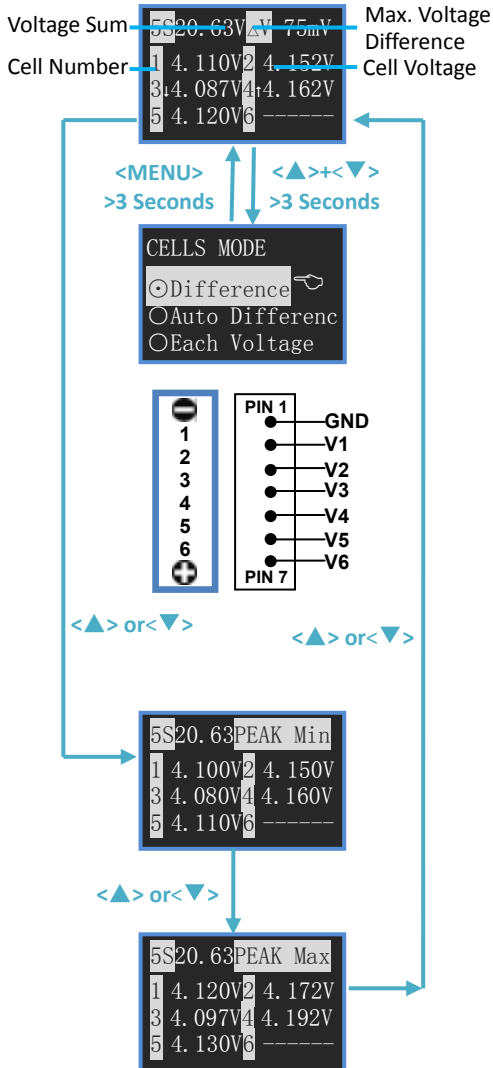 Voltage Sum
5S20.63V△V 75mV
Max. Voltage
Difference
Cell Number
1 4.110V2 4.152V
Cell Voltage
3↓4.087V4↑4.162V
5 4.120V6 ------
<MENU>
>3 Seconds
<▲>+<▼>
>3 Seconds
CELLS MODE
⊙Difference
○Auto Differenc
○Each Voltage
1
2
3
4
5
6
PIN 1
GND
V1
V2
V3
V4
V5
V6
PIN 7
<▲> or<▼>
<▲> or<▼>
5S20.63PEAK Min
1 4.100V2 4.150V
3 4.080V4 4.160V
5 4.110V6 ------
<▲> or<▼>
5S20.63PEAK Max
1 4.120V2 4.172V
3 4.097V4 4.192V
5 4.130V6 ------